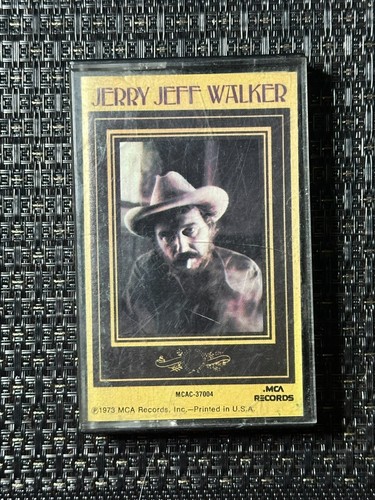 JERRY JEFF WALKER
MCAC-37004
MCA
RECORDS
℗1973 MCA Records, Inc.—Printed in U.S.A.